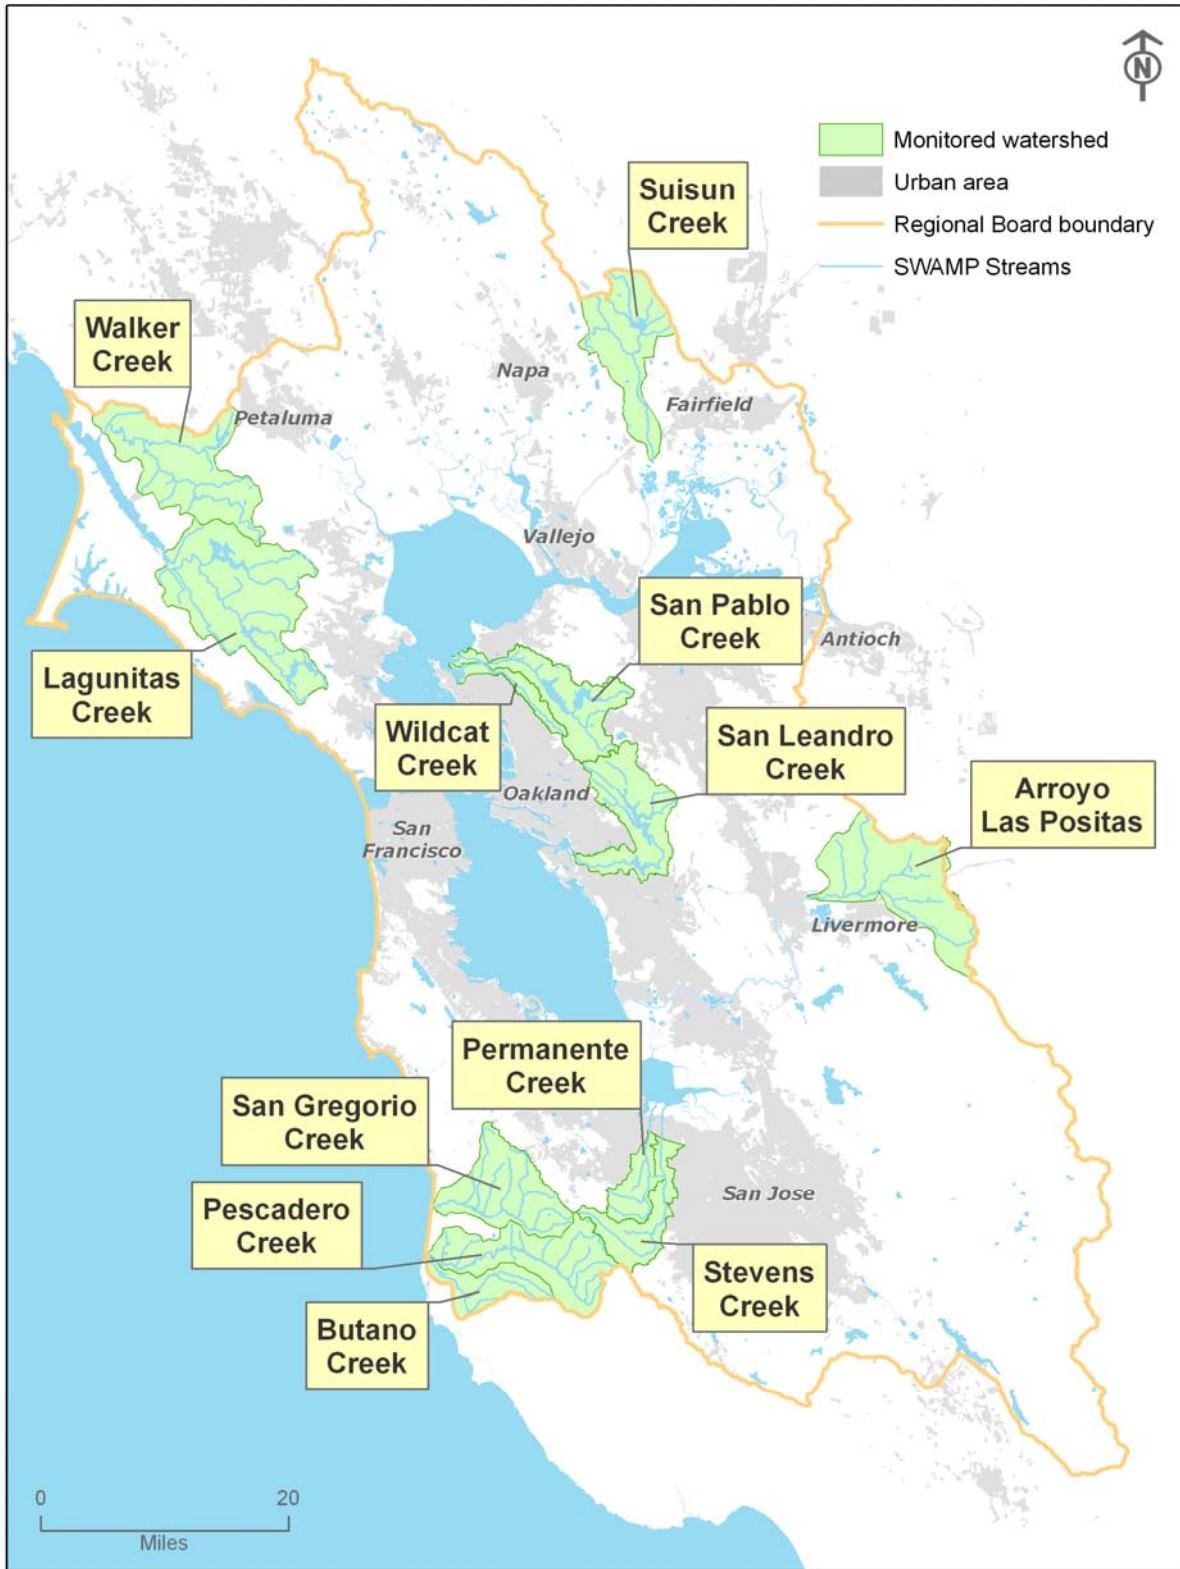 N
Monitored watershed
Urban area
Regional Board boundary
SWAMP Streams
Suisun
Creek
Walker
Creek
Napa
Fairfield
Petaluma
Vallejo
San Pablo
Creek
Antioch
Lagunitas
Creek
Wildcat
Creek
San Leandro
Creek
Oakland
Arroyo
Las Positas
San
Francisco
Livermore
Permanente
Creek
San Gregorio
Creek
San Jose
Pescadero
Creek
Stevens
Creek
Butano
Creek
0 20
Miles